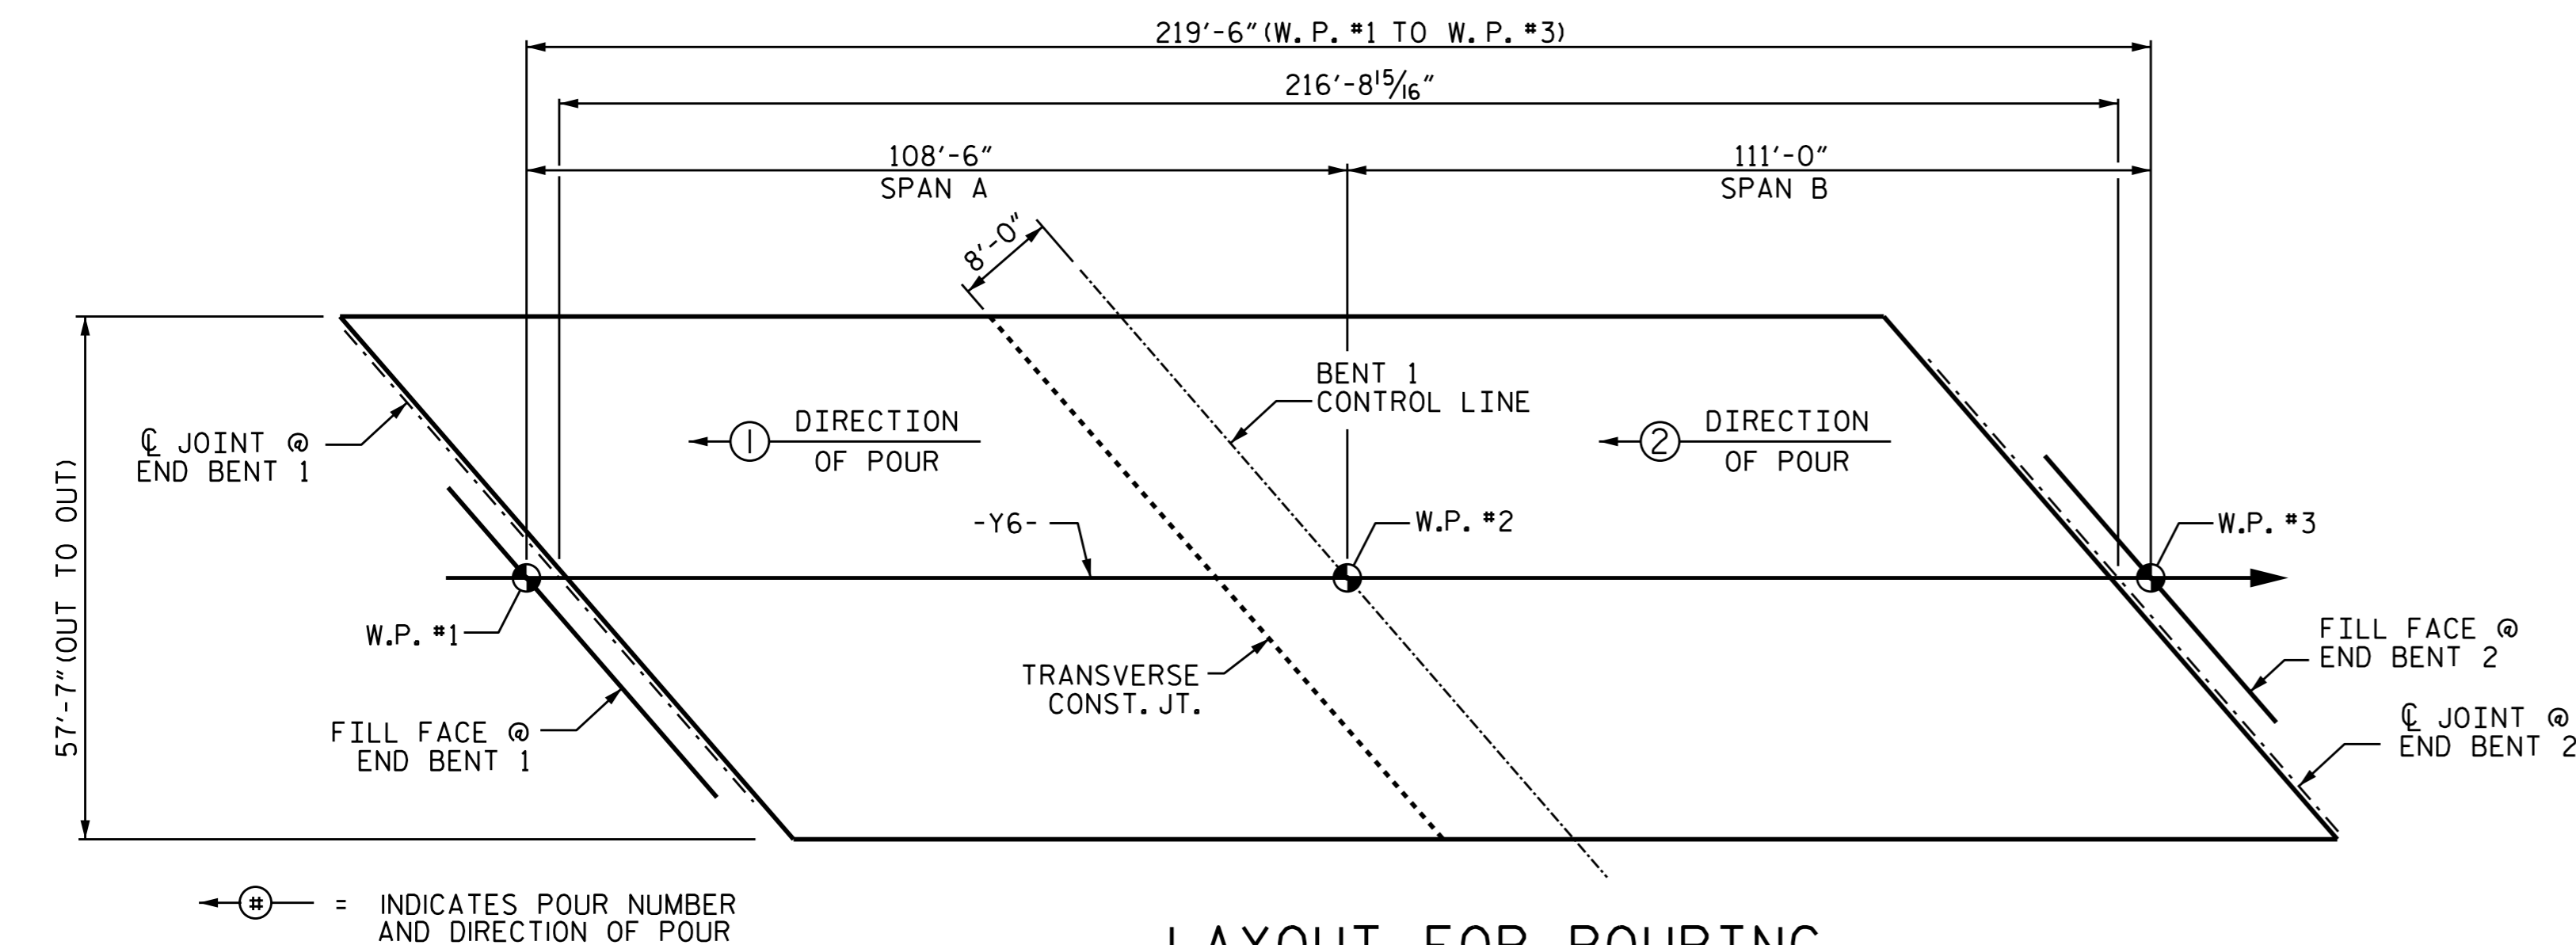 219'-6" (W.P. #1 TO W.P. #3)
216'-8 15/16"
108'-6"
SPAN A
111'-0"
SPAN B
8'-0"
BENT 1
CONTROL LINE
① DIRECTION
OF POUR
② DIRECTION
OF POUR
℄ JOINT @
END BENT 1
57'-7" (OUT TO OUT)
-Y6-
W.P. #2
W.P. #3
W.P. #1
TRANSVERSE
CONST. JT.
FILL FACE @
END BENT 2
FILL FACE @
END BENT 1
℄ JOINT @
END BENT 2
# = INDICATES POUR NUMBER
AND DIRECTION OF POUR
LAYOUT FOR POURING